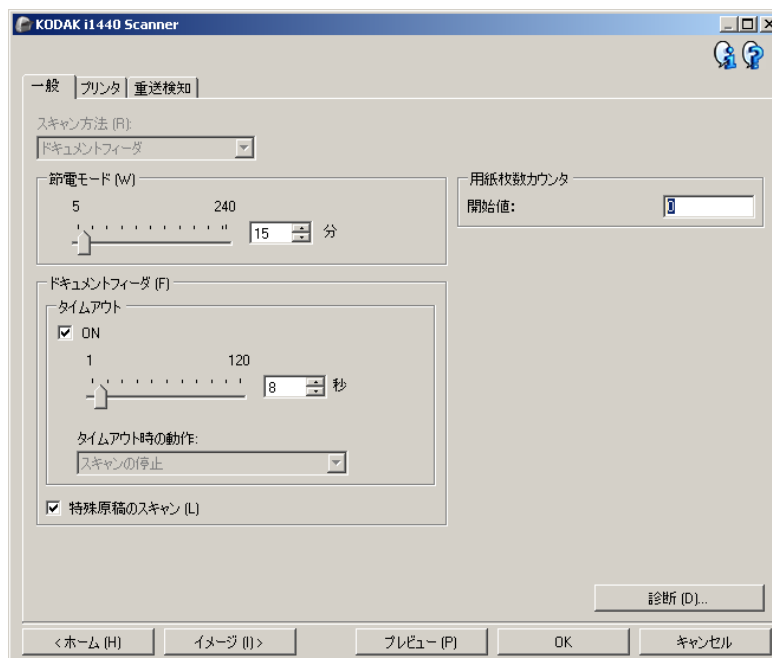 KODAK i1440 Scanner
一般 プリンタ 重送検知
スキャン方法 (R):
ドキュメントフィーダ
節電モード (W)
5 240
15 分
用紙枚数カウンタ
開始値: 0
ドキュメントフィーダ (F)
タイムアウト
ON
1 120
8 秒
タイムアウト時の動作:
スキャンの停止
特殊原稿のスキャン (L)
診断 (D)...
<ホーム (H) イメージ (I)> プレビュー (P) OK キャンセル